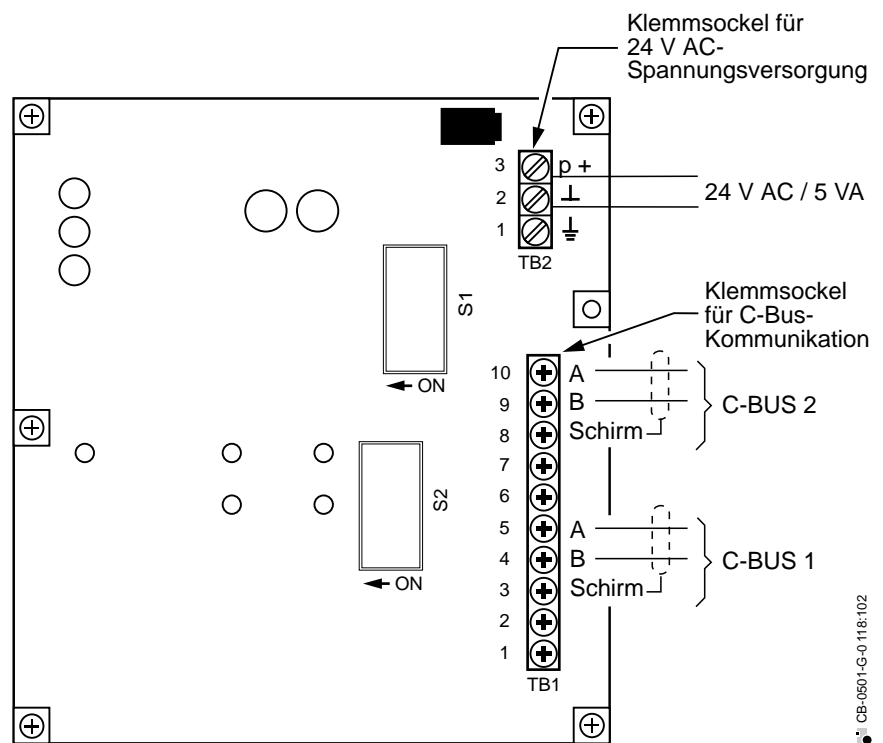 Klemmsockel für
24 V AC-
Spannungsversorgung
3 p +
2
1
24 V AC / 5 VA
TB2
S1
ON
Klemmsockel
für C-Bus-
Kommunikation
10 A
9 B
8 Schirm
C-BUS 2
7
6
5 A
4 B
3 Schirm
C-BUS 1
2
1
TB1
S2
ON
CB-0501-G-0 118:102